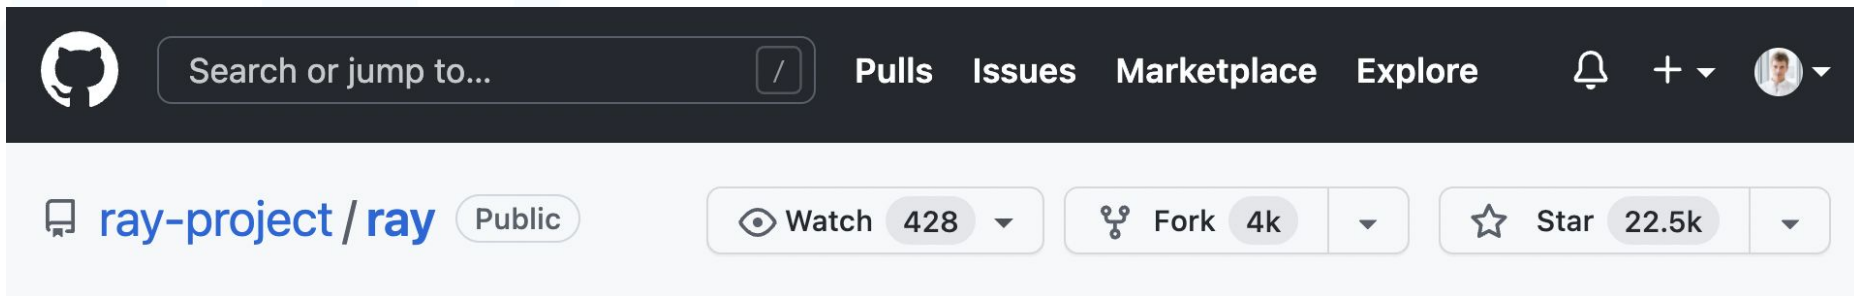 Search or jump to... / Pulls Issues Marketplace Explore
ray-project / ray Public Watch 428 Fork 4k Star 22.5k